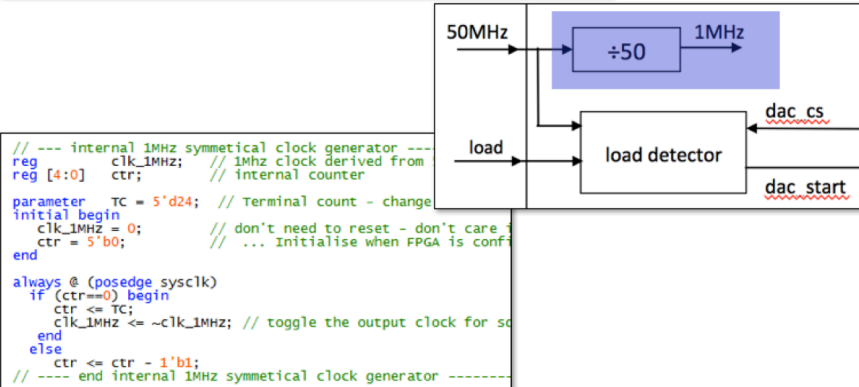 50MHz
1MHz
÷50
dac_cs
load
load detector
dac_start
// --- internal 1MHz symmetical clock generator ----
reg clk_1MHz; // 1Mhz clock derived from
reg [4:0] ctr; // internal counter
parameter TC = 5'd24; // Terminal count - change
initial begin
clk_1MHz = 0; // don't need to reset - don't care
ctr = 5'b0; // ... Initialise when FPGA is confi
end
always @ (posedge sysclk)
if (ctr==0) begin
ctr <= TC;
clk_1MHz <= ~clk_1MHz; // toggle the output clock for
end
else
ctr <= ctr - 1'b1;
// ---- end internal 1MHz symmetical clock generator --------